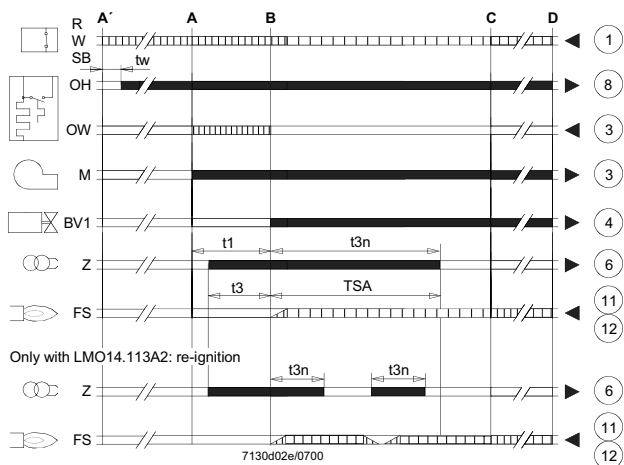 R A´ A B C D
W 1
SB tw
OH 8
OW 3
M 3
BV1 4
t1 t3n
Z 6
t3 TSA
FS 11
12
Only with LMO14.113A2: re-ignition
t3n t3n
Z 6
FS 11
7130d02e/0700 12